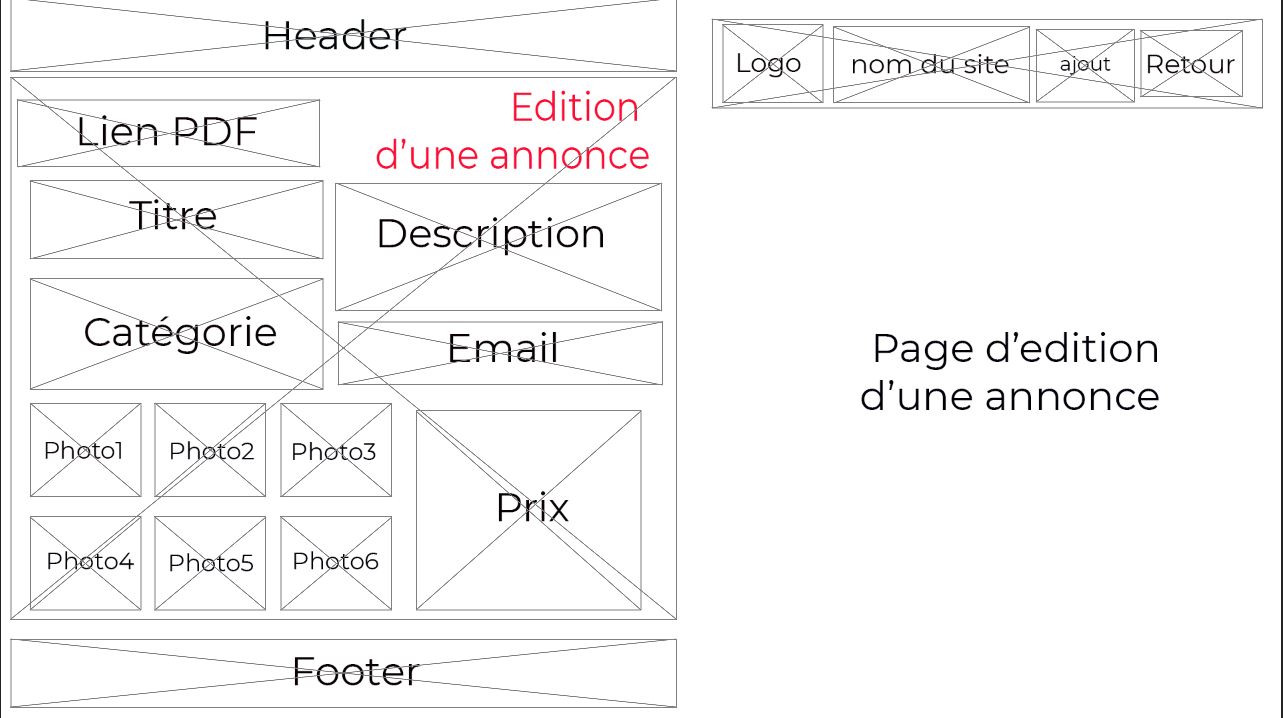 Header
Edition
d'une annonce
Lien PDF
Titre
Description
Catégorie
Email
Photo1
Photo2
Photo3
Prix
Photo4
Photo5
Photo6
Footer
Logo
nom du site
ajout
Retour
Page d'edition
d'une annonce